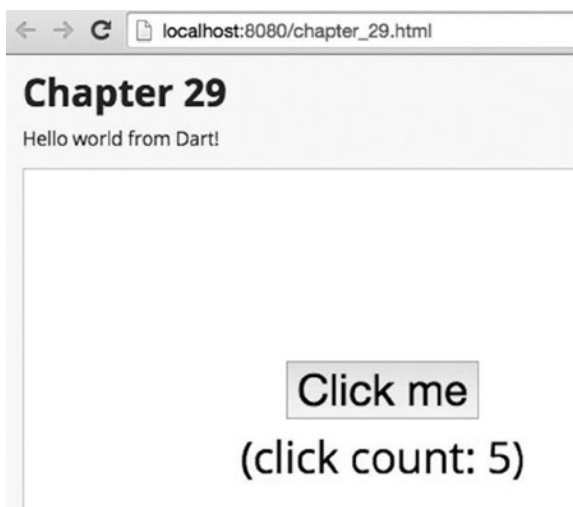 localhost:8080/chapter_29.html
Chapter 29
Hello world from Dart!
Click me
(click count: 5)